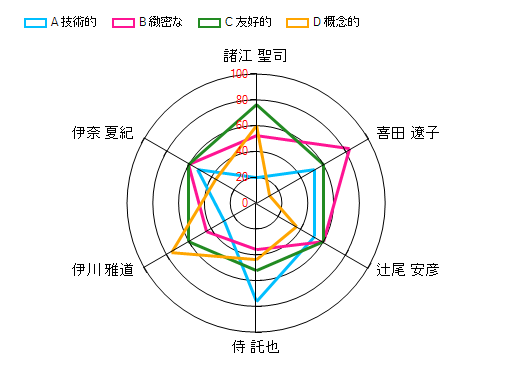 A 技術的 B 緻密な C 友好的 D 概念的
諸江 聖司
100
80
60
40
20
0
伊奈 夏紀
喜田 遼子
伊川 雅道
辻尾 安彦
侍 託也